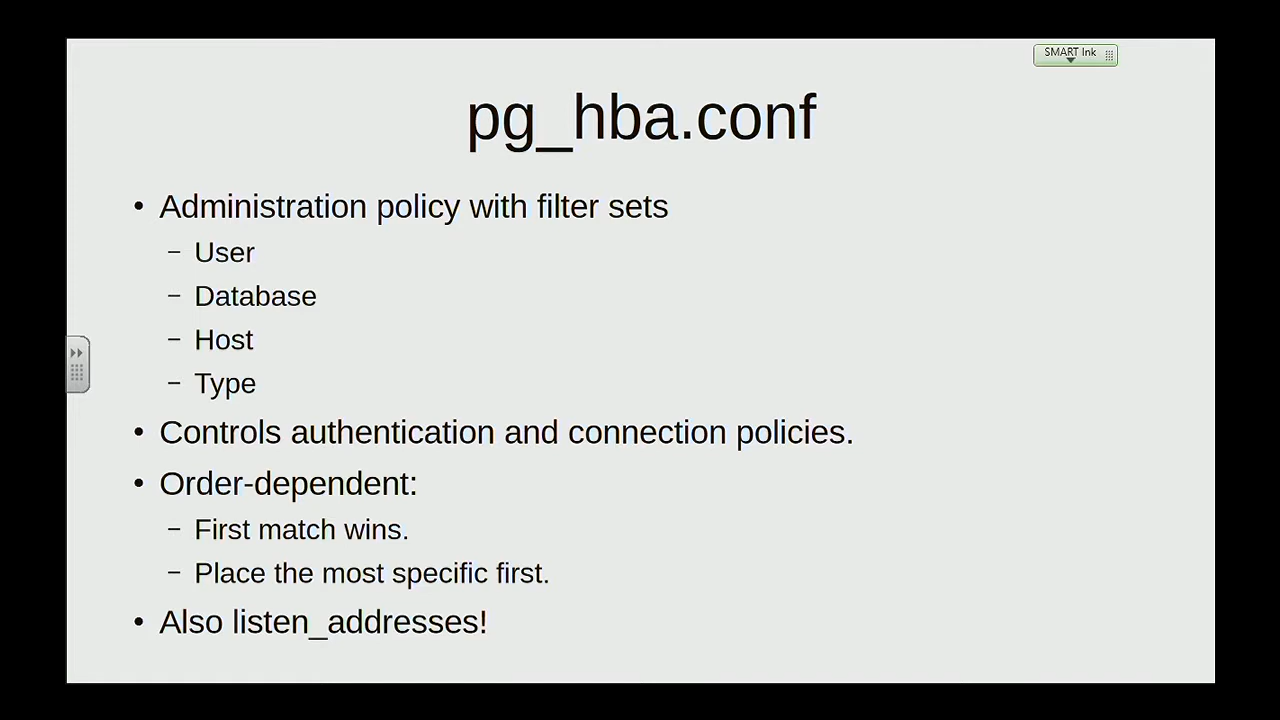 SMART Ink
pg_hba.conf
• Administration policy with filter sets
– User
– Database
– Host
– Type
• Controls authentication and connection policies.
• Order-dependent:
– First match wins.
– Place the most specific first.
• Also listen_addresses!